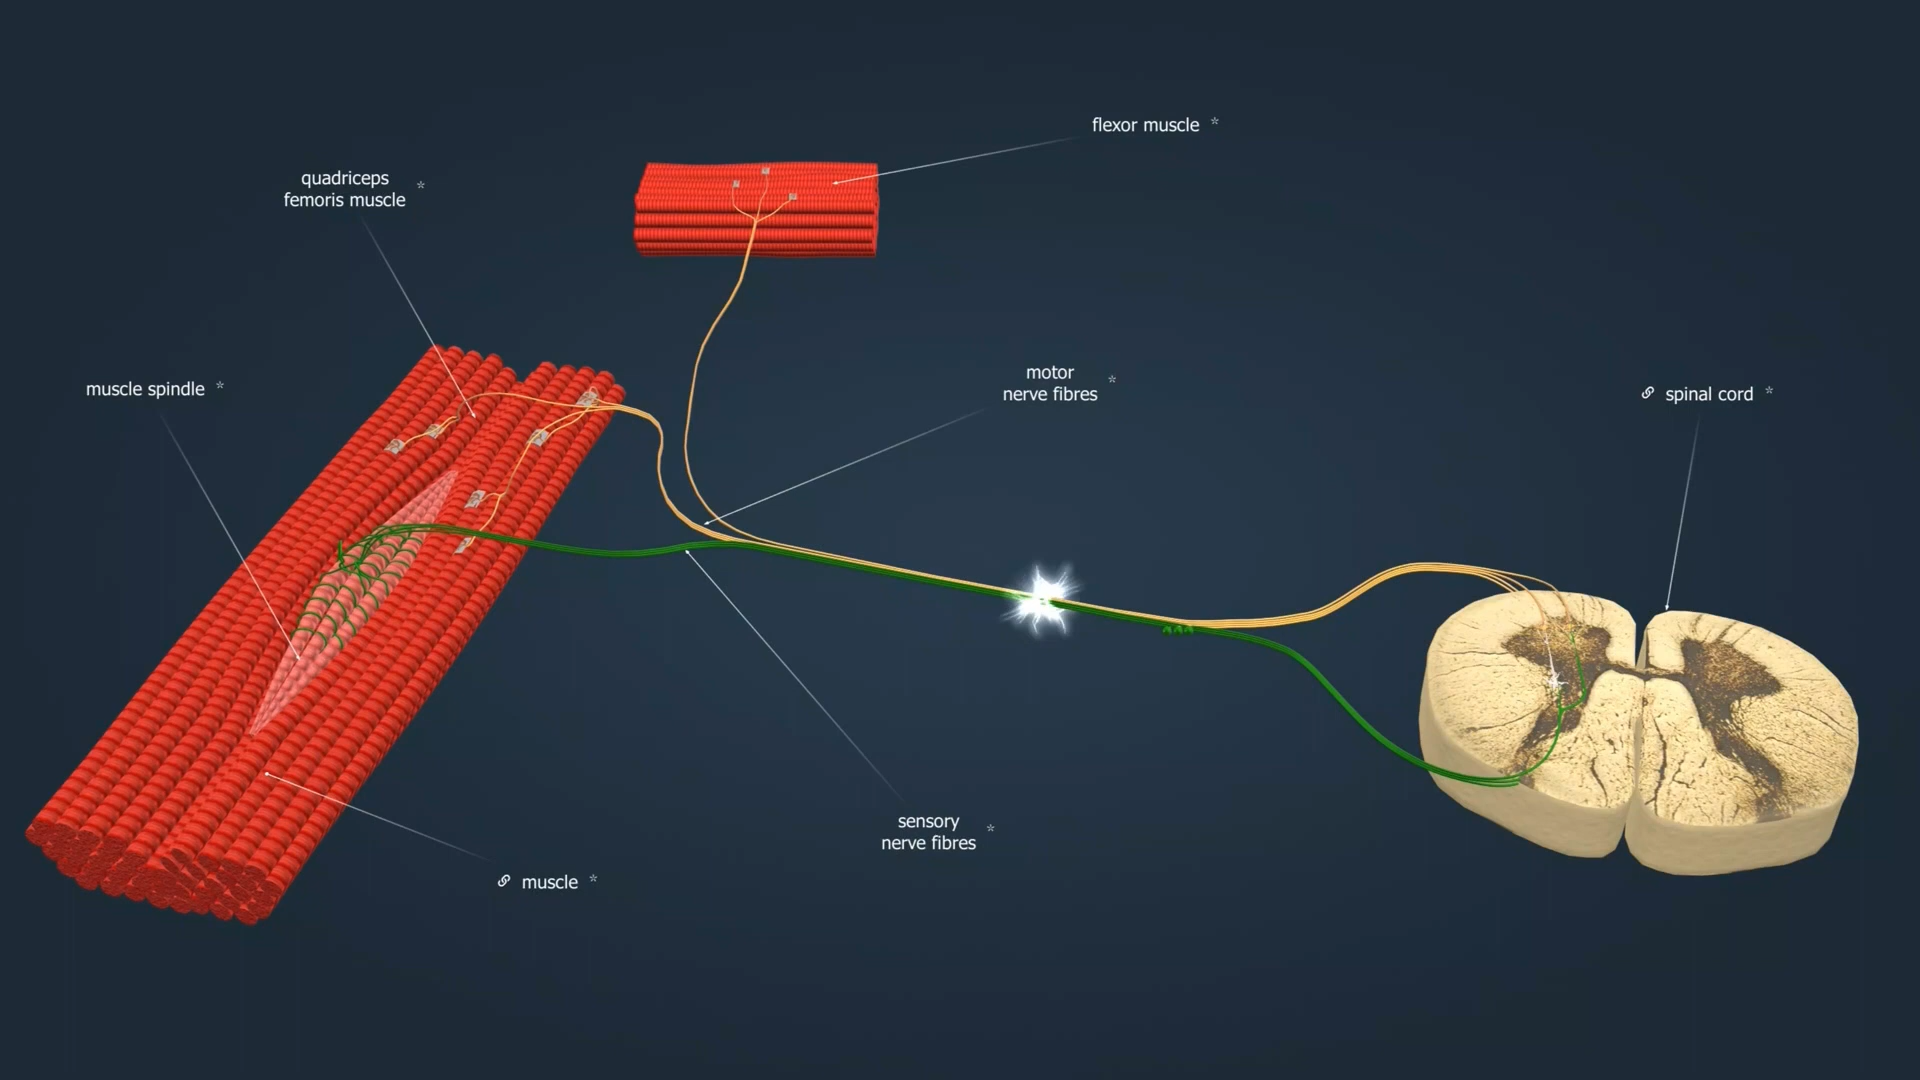 flexor muscle *
quadriceps
femoris muscle *
motor
nerve fibres *
muscle spindle *
spinal cord *
sensory
nerve fibres *
muscle *